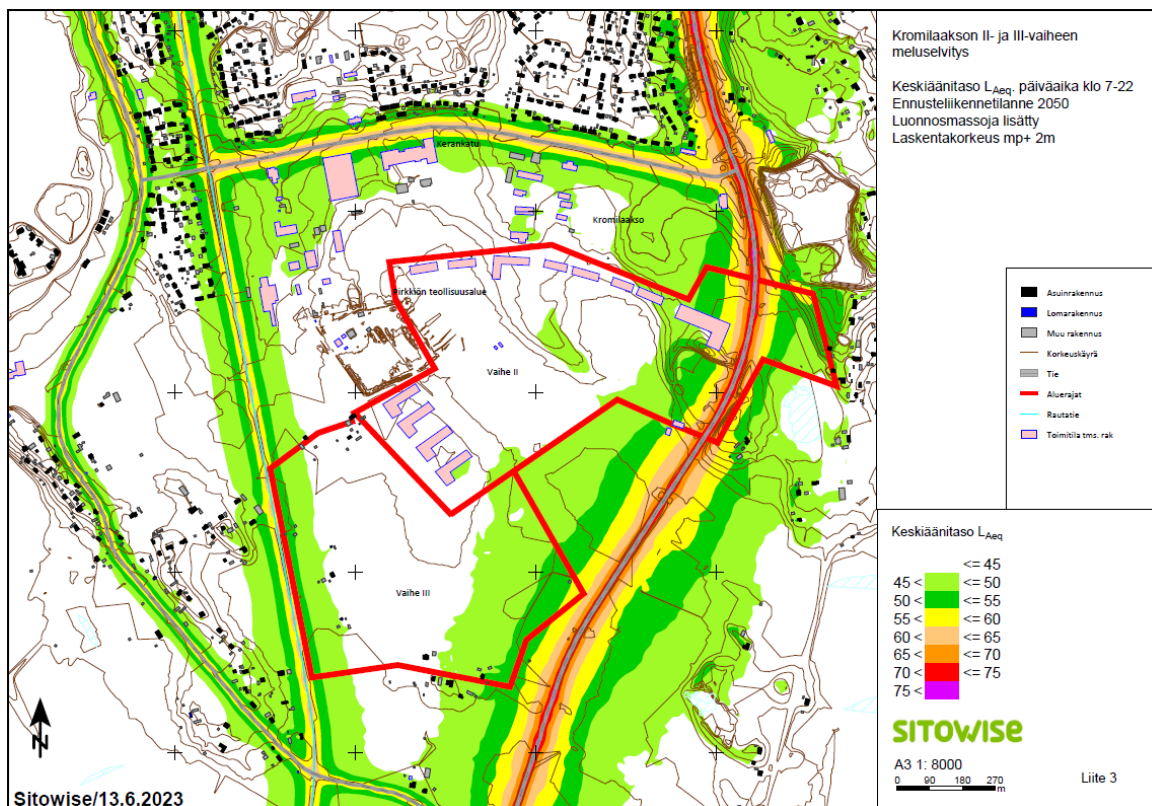 Kromilaakson II- ja III-vaiheen
meluselvitys
Keskiäänitaso LAeq, päiväaika klo 7-22
Ennusteliikennetilanne 2050
Luonnosmassoja lisätty
Laskentakorkeus mp+ 2m
Kerankatu
Kromilaakso
Pirkkiön teollisuusalue
Vaihe II
Vaihe III
Asuinrakennus
Lomarakennus
Muu rakennus
Korkeuskäyrä
Tie
Aluerajat
Rautatie
Toimitila tms. rak
Keskiäänitaso LAeq
<= 45
45 < <= 50
50 < <= 55
55 < <= 60
60 < <= 65
65 < <= 70
70 < <= 75
75 <
SITOWISE
A3 1: 8000
0 90 180 270
m
Liite 3
N
Sitowise/13.6.2023